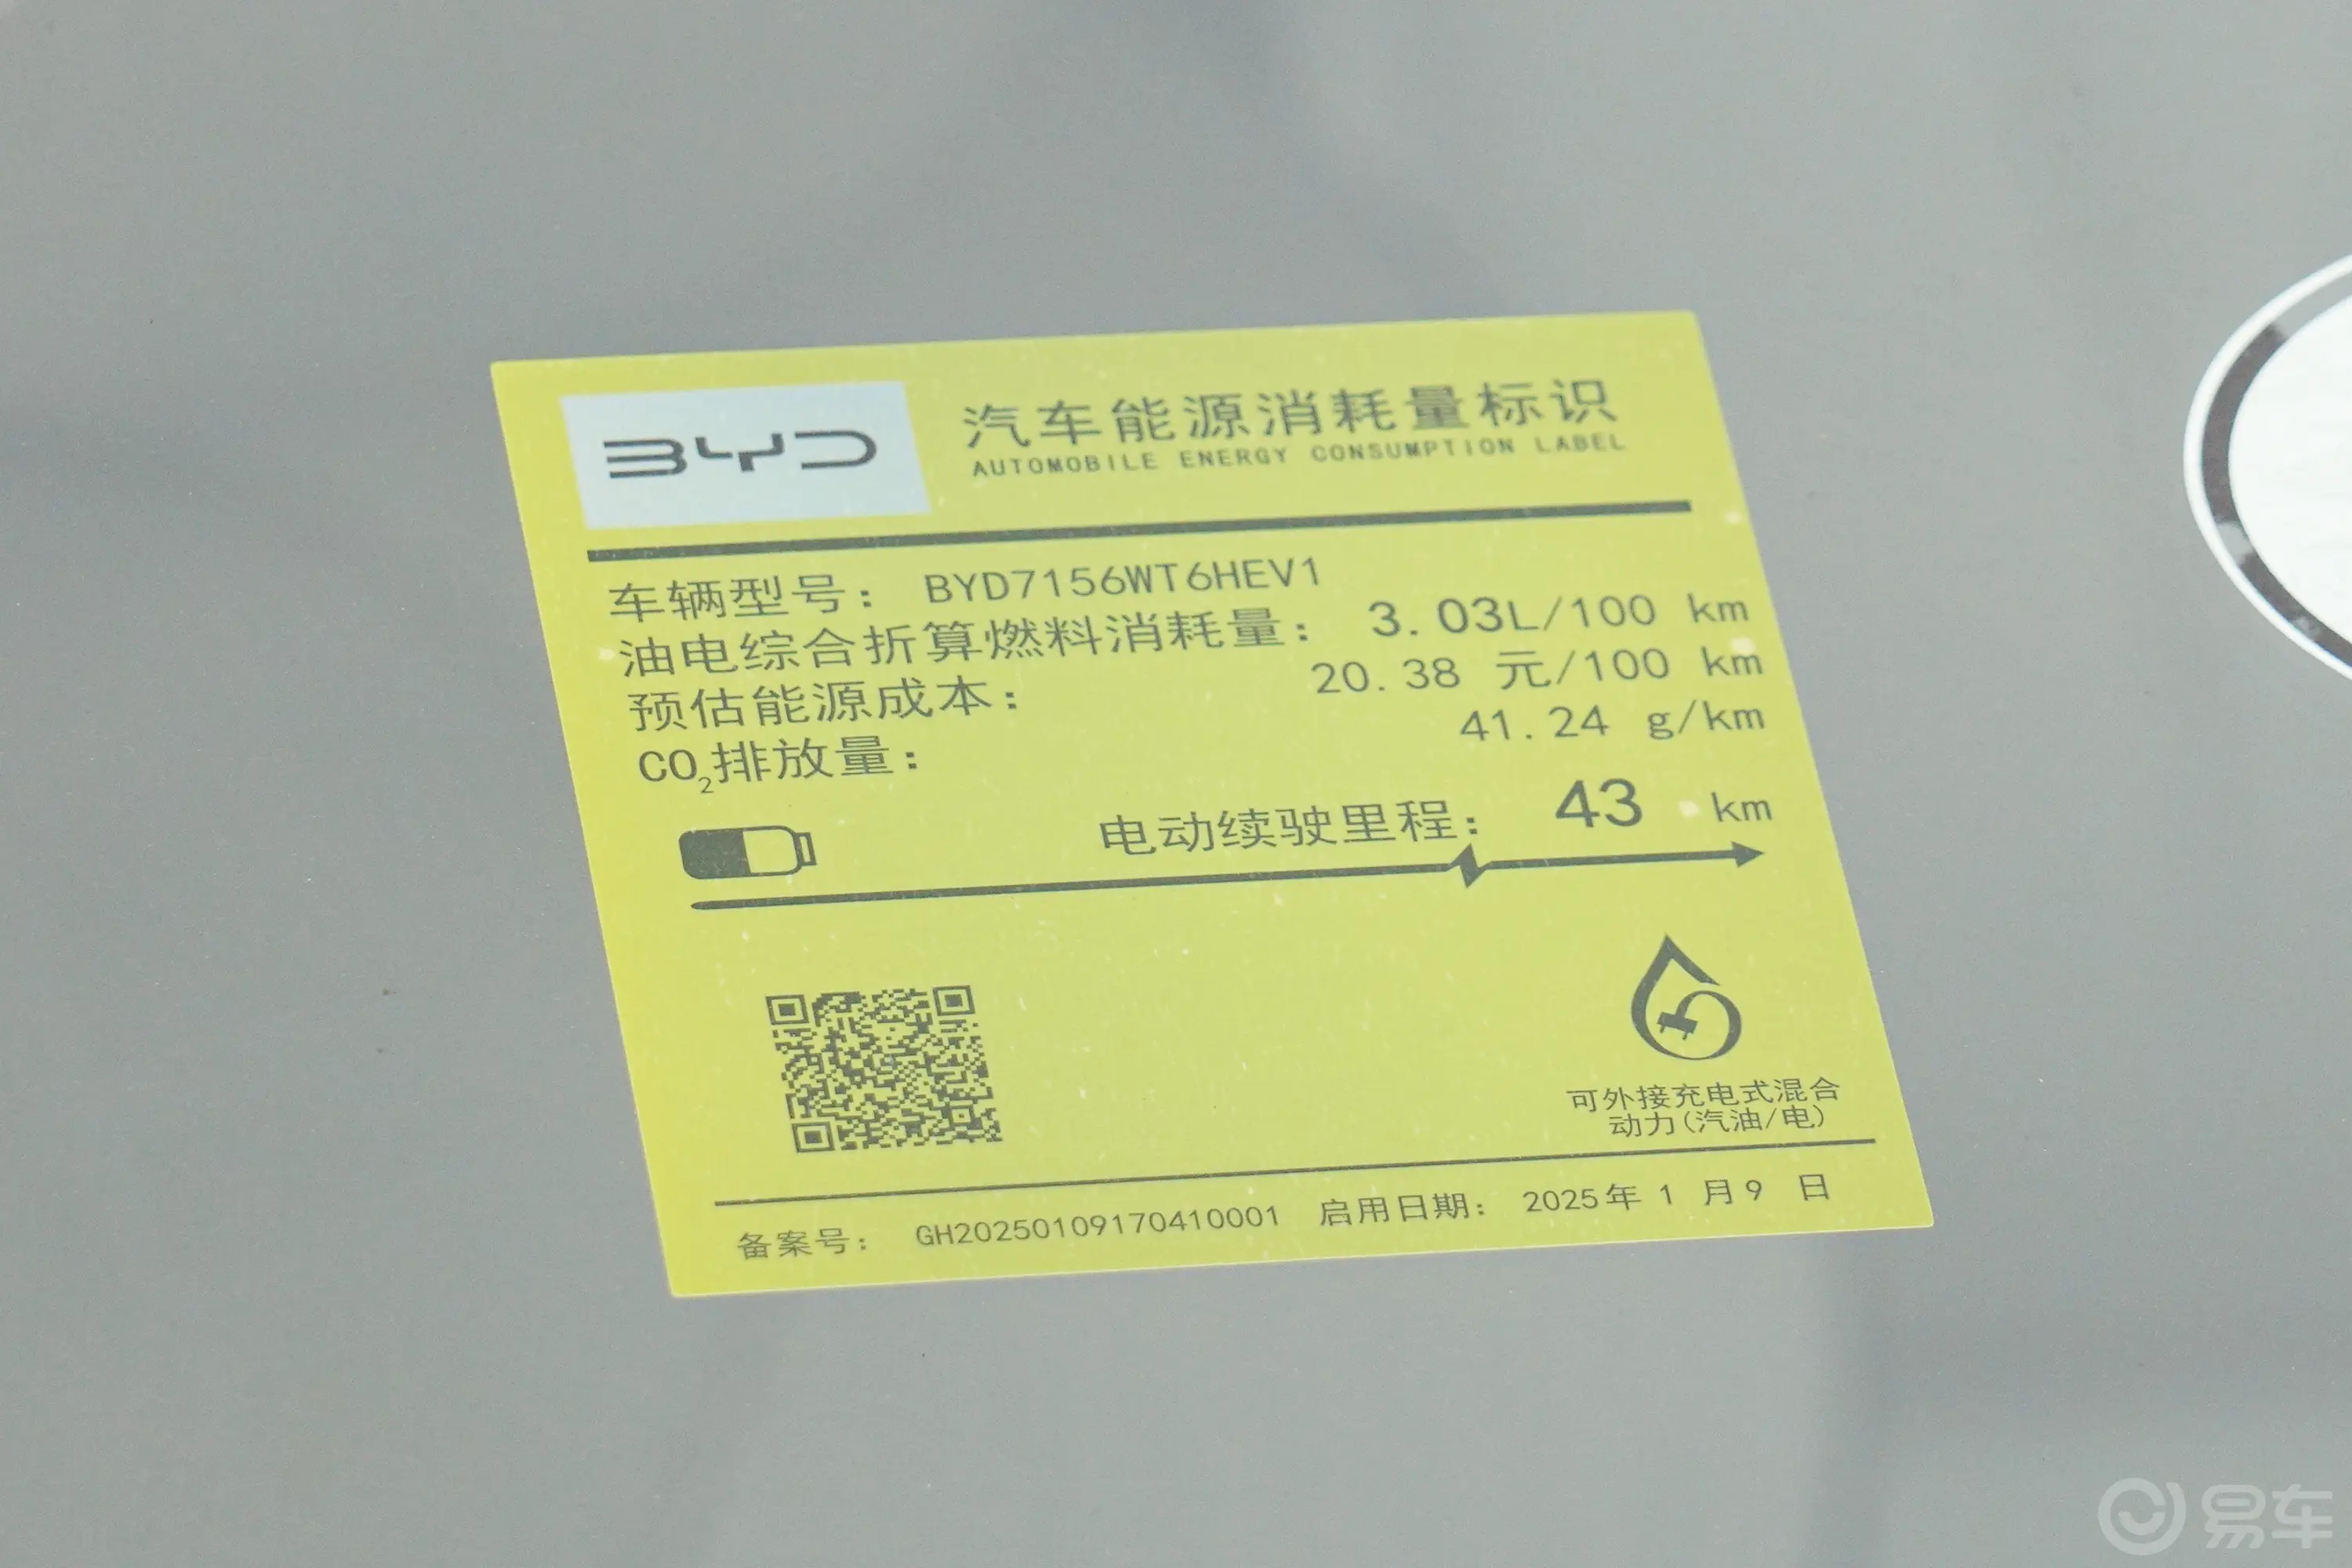 BYD
汽车能源消耗量标识
AUTOMOBILE ENERGY CONSUMPTION LABEL
车辆型号： BYD7156WT6HEV1
油电综合折算燃料消耗量： 3.03L/100 km
预估能源成本： 20.38 元/100 km
CO₂排放量： 41.24 g/km
电动续驶里程： 43 km
可外接充电式混合
动力(汽油/电)
备案号： GH20250109170410001 启用日期： 2025年 1 月 9 日
易车